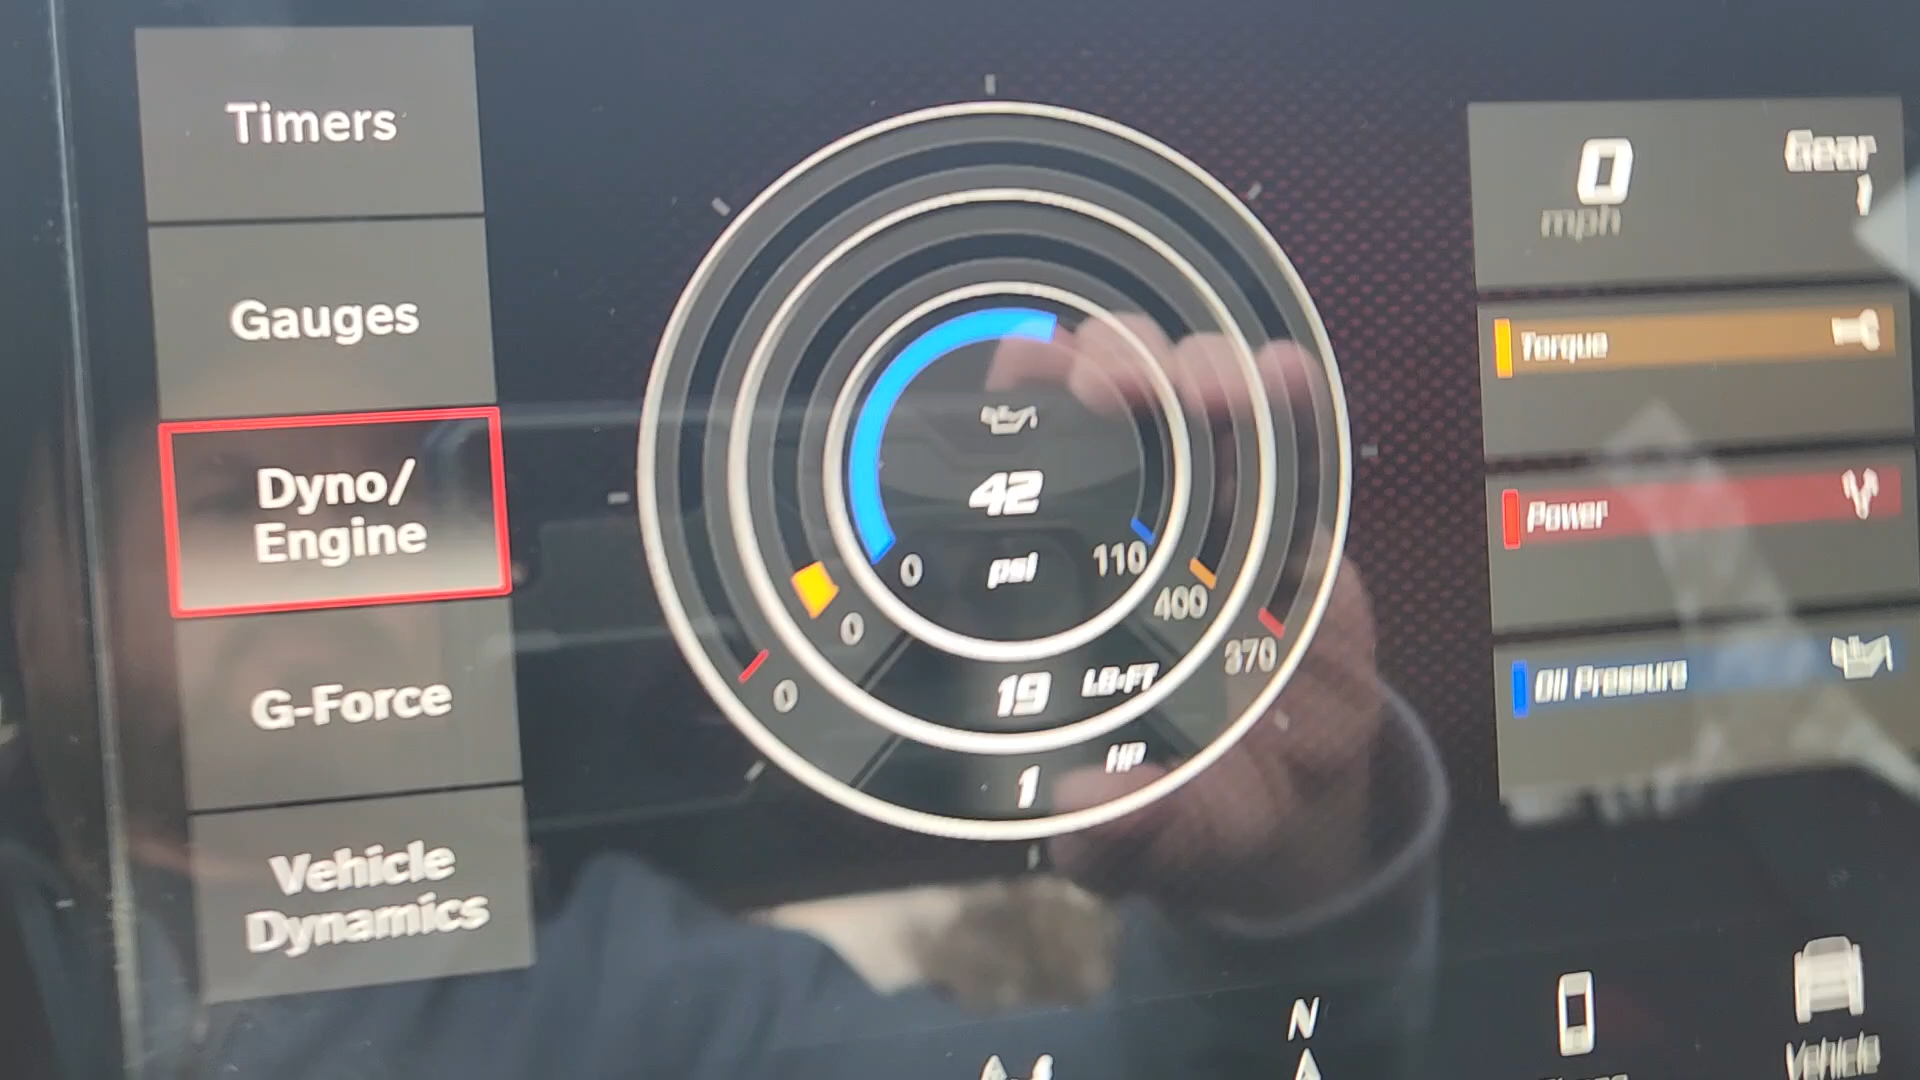 Timers
Gauges
Dyno/
Engine
G-Force
Vehicle
Dynamics
42
psi
0
110
0
400
0
370
19 LB-FT
HP
1
0
mph
Gear
1
Torque
Power
Oil Pressure
N
Vehicle